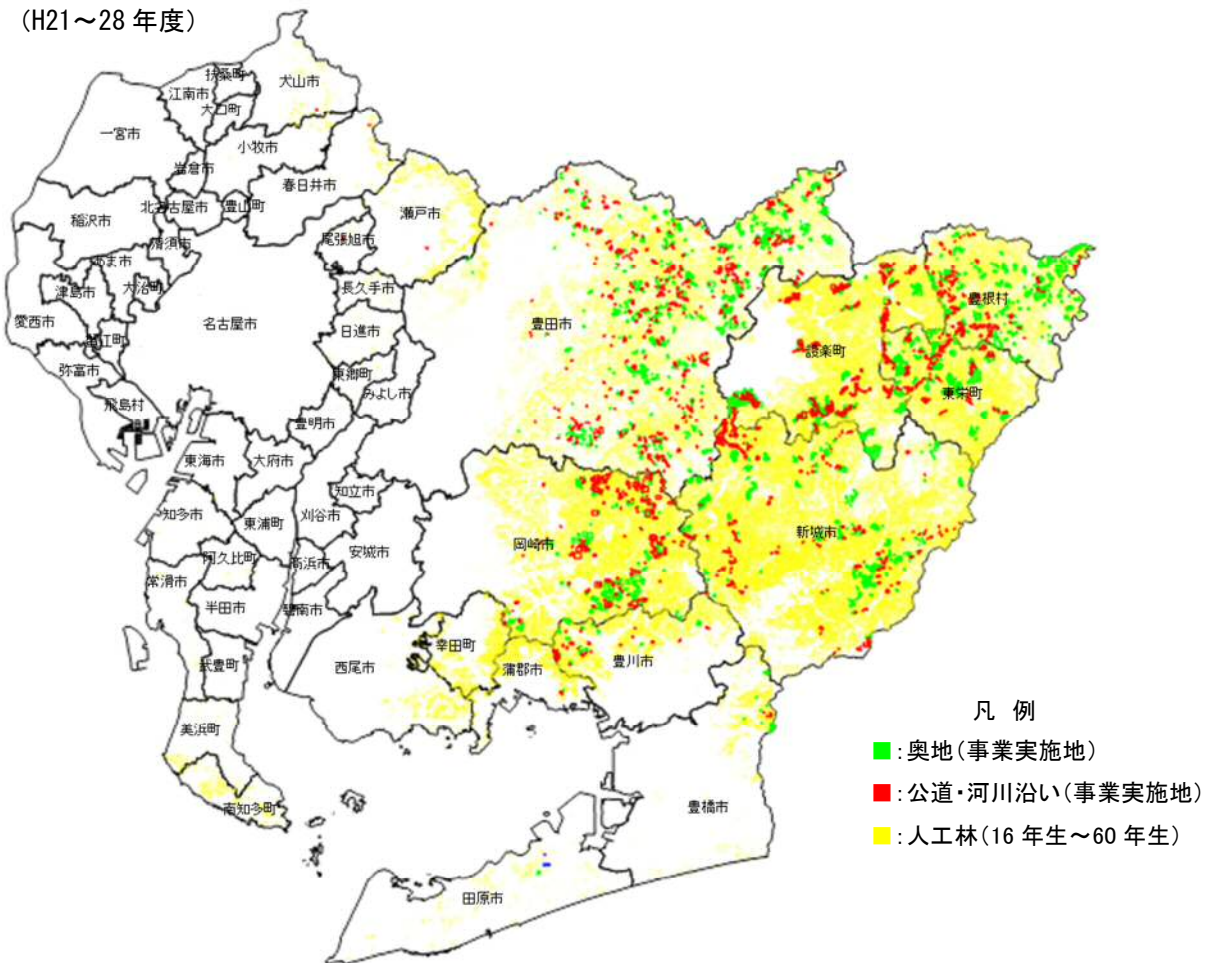 (H21～28 年度)
扶桑町
犬山市
江南市
大口町
一宮市
小牧市
岩倉市
春日井市
稲沢市
北名古屋市
豊山町
瀬戸市
清須市
尾張旭市
あま市
津島市
大治町
長久手市
愛西市
名古屋市
日進市
蟹江町
東郷町
弥富市
みよし市
飛島村
豊明市
東海市
大府市
豊田市
豊根村
設楽町
東栄町
知多市
東浦町
知立市
刈谷市
阿久比町
安城市
岡崎市
新城市
常滑市
高浜市
半田市
碧南市
武豊町
西尾市
幸田町
蒲郡市
豊川市
美浜町
南知多町
豊橋市
田原市
凡 例
■:奥地(事業実施地)
■:公道・河川沿い(事業実施地)
■:人工林(16 年生～60 年生)